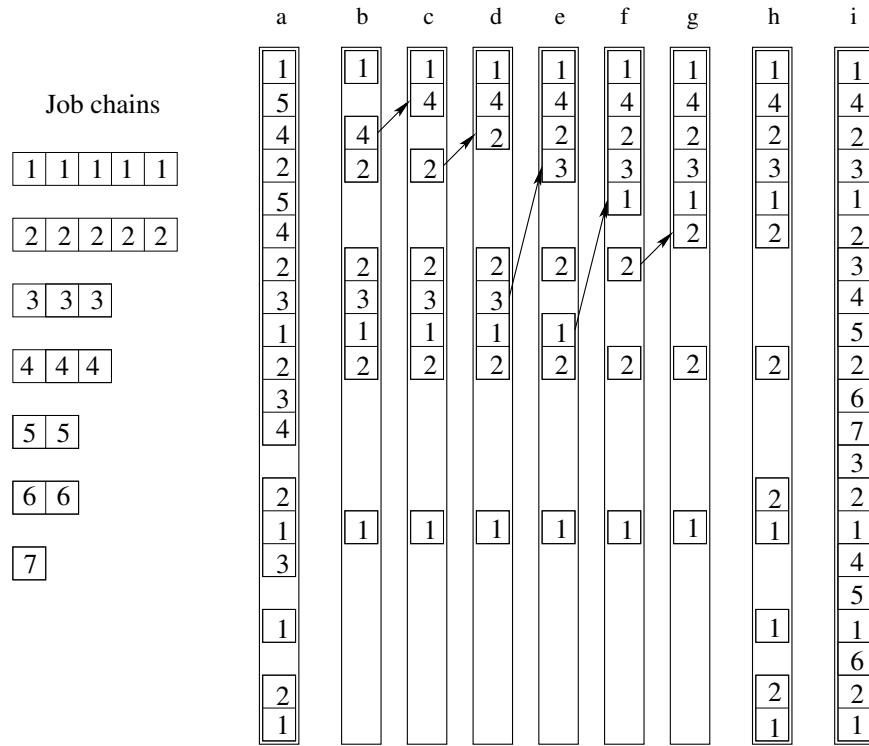 a b c d e f g h i
1 1 1 1 1 1 1 1 1
Job chains 5 4 4 4 4 4 4 4
4 4 2 2 2 2 2 2
1 1 1 1 1 2 2 2 3 3 3 3 3
5 1 1 1 1
2 2 2 2 2 4 2 2 2
2 2 2 2 2 2 3
3 3 3 3 3 3 3 4
1 1 1 1 1 5
4 4 4 2 2 2 2 2 2 2 2 2
3 6
5 5 4 7
3
6 6 2 2 2
1 1 1 1 1 1 1 1 1
7 3 4
5
1 1 1
6
2 2 2
1 1 1